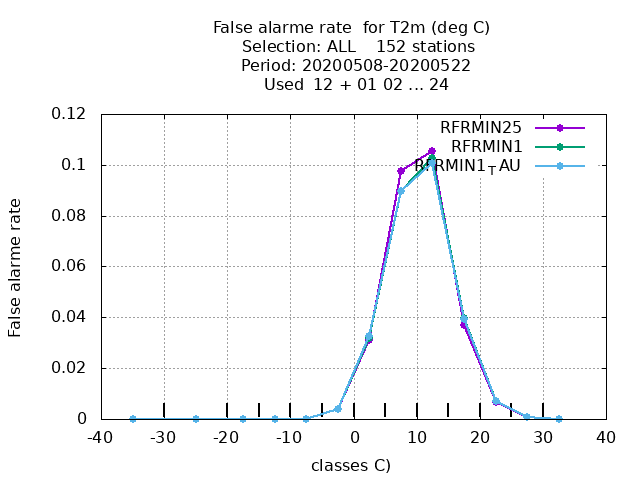 False alarme rate  for T2m (deg C)
Selection: ALL    152 stations
Period: 20200508-20200522
Used  12 + 01 02 ... 24
0.12
0.1
0.08
0.06
0.04
0.02
0
False alarme rate
RFRMIN25
RFRMIN1
RFRMIN1TAU
-40 -30 -20 -10 0 10 20 30 40
classes C)